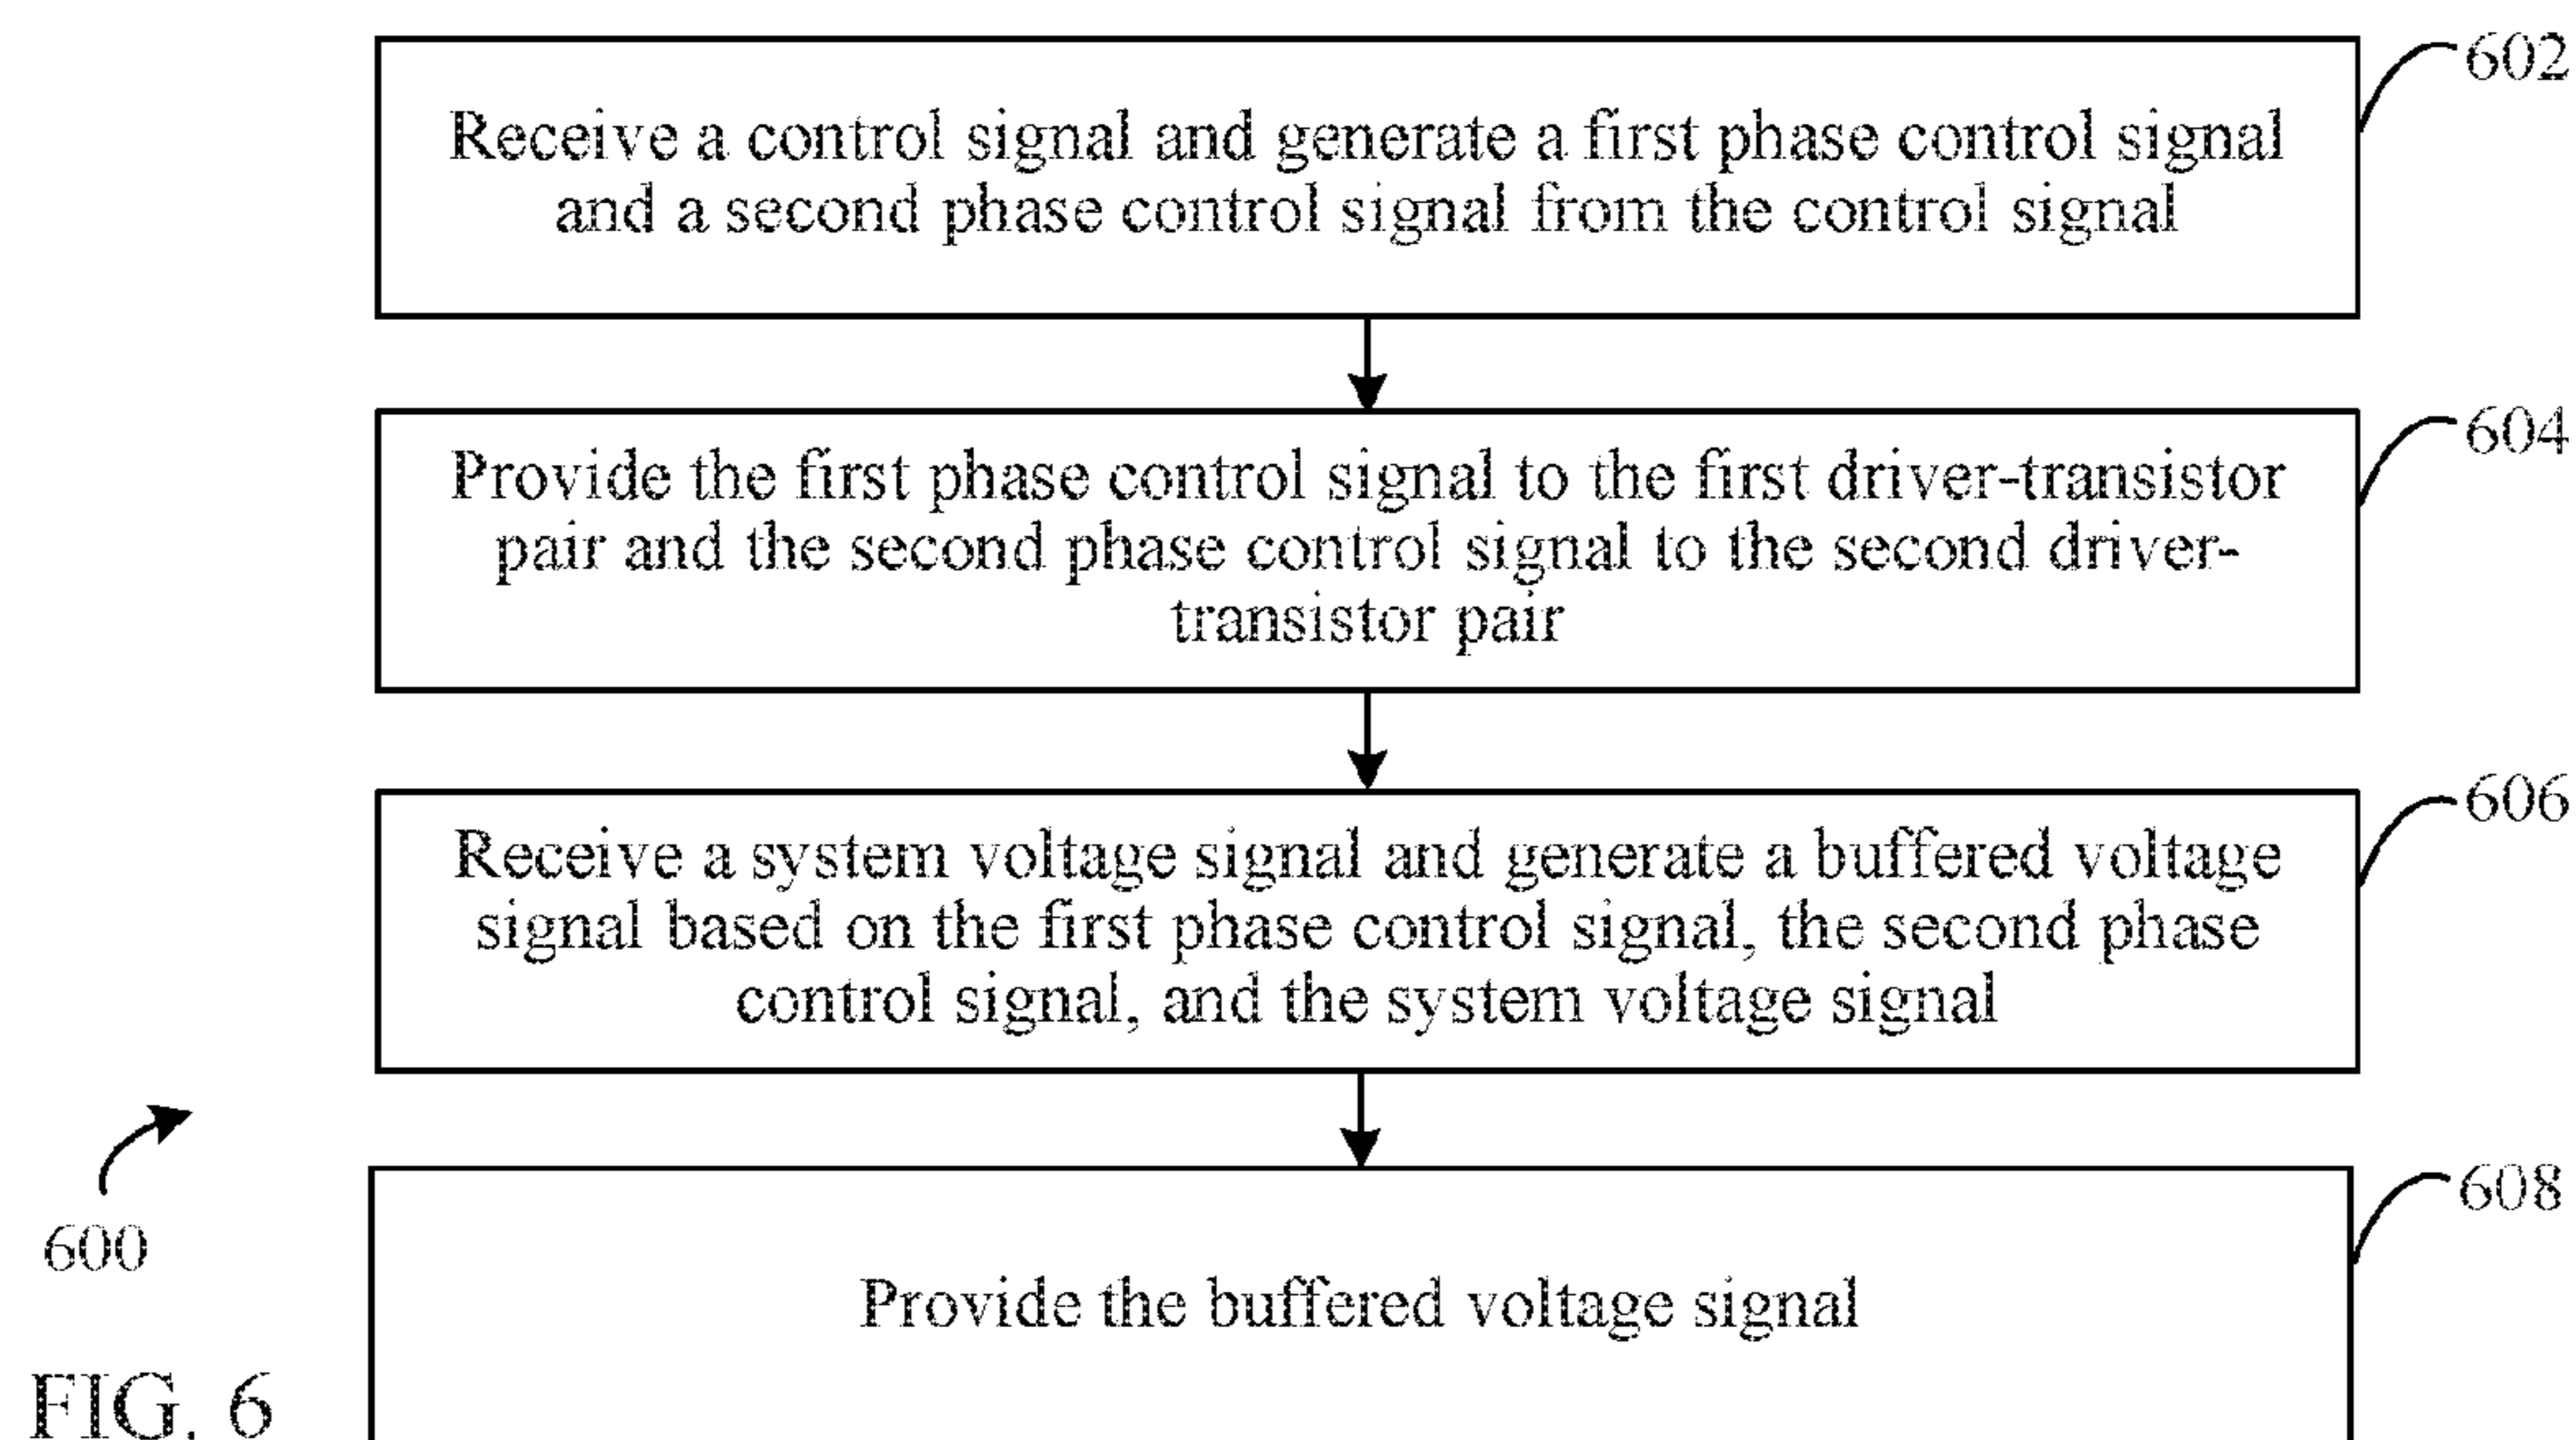 602
Receive a control signal and generate a first phase control signal
and a second phase control signal from the control signal
604
Provide the first phase control signal to the first driver-transistor
pair and the second phase control signal to the second driver-
transistor pair
606
Receive a system voltage signal and generate a buffered voltage
signal based on the first phase control signal, the second phase
control signal, and the system voltage signal
608
Provide the buffered voltage signal
600
FIG. 6